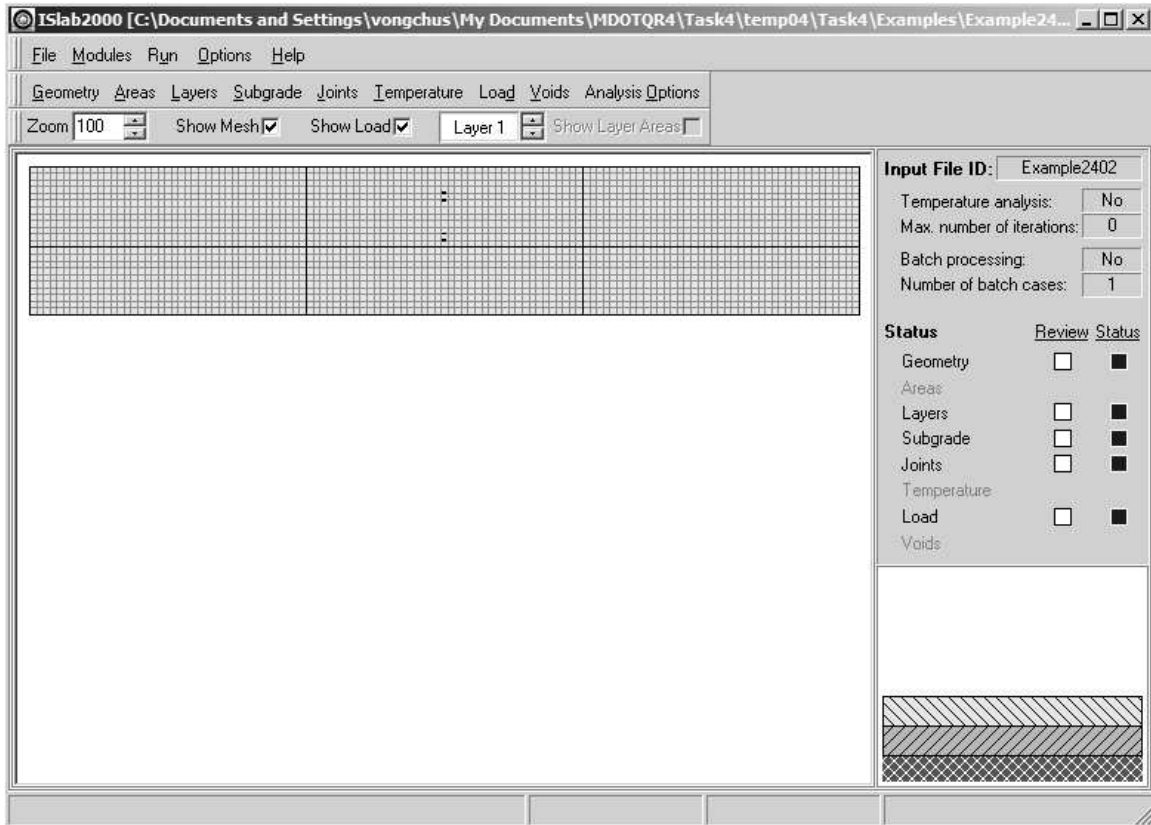 ISlab2000 [C:\Documents and Settings\vongchus\My Documents\MDOTQR4\Task4\temp04\Task4\Examples\Example24...
File Modules Run Options Help
Geometry Areas Layers Subgrade Joints Temperature Load Voids Analysis Options
Zoom 100 Show Mesh Show Load Layer 1 Show Layer Areas
Input File ID: Example2402
Temperature analysis: No
Max. number of iterations: 0
Batch processing: No
Number of batch cases: 1
Status Review Status
Geometry
Areas
Layers
Subgrade
Joints
Temperature
Load
Voids